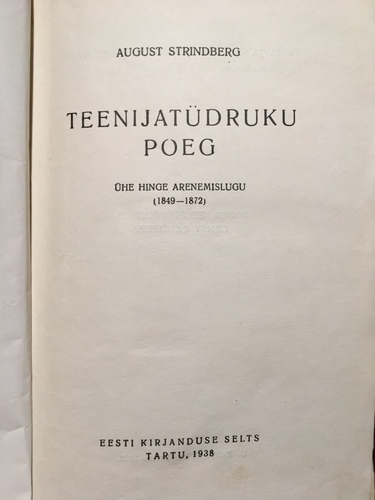 AUGUST STRINDBERG
TEENIJATÜDRUKU
POEG
ÜHE HINGE ARENEMISLUGU
(1849—1872)
EESTI KIRJANDUSE SELTS
TARTU, 1938